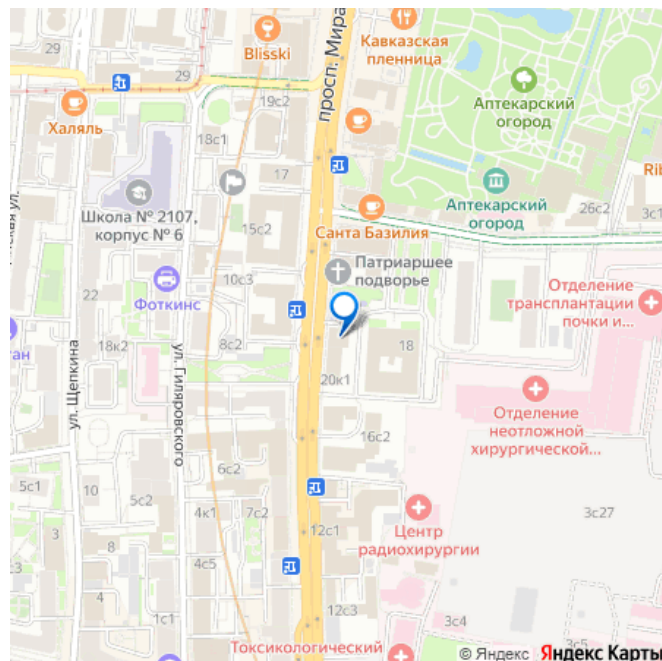 29
Blisski
просп. Мира
Кавказская
пленница
29
Халяль
19с2
Аптекарский
огород
18с1
17
Школа № 2107,
корпус № 6
15с2
Аптекарский
огород
26с2
3с1
Санта Базилия
Патриаршее
подворье
Отделение
трансплантации
почки и...
22
Фоткинс
10с3
18к2
8с2
18
ул. Щепкина
ул. Гиляровского
20к1
Отделение
неотложной
хирургической...
16с2
6с2
5с1
10
5с2
4к1
7с2
3с27
12с1
Центр
радиохирургии
8
3
4с5
12с3
1с1
3с4
3с2
Токсикологический
© Яндекс Яндекс Карты